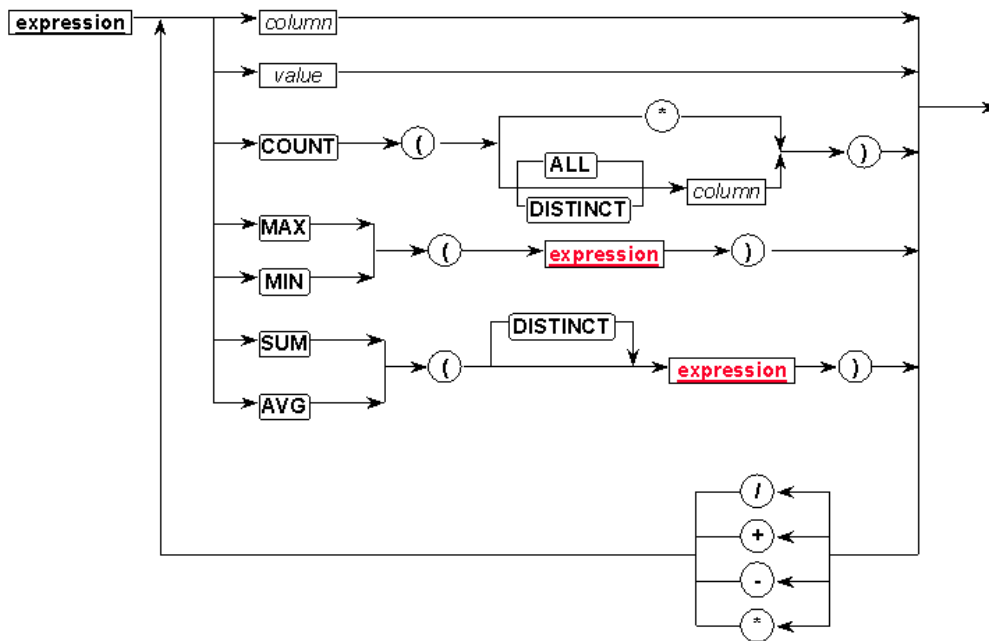 expression
column
value
COUNT ( * )
ALL
DISTINCT column
MAX
( expression )
MIN
DISTINCT
SUM
( expression )
AVG
/
+
-
*